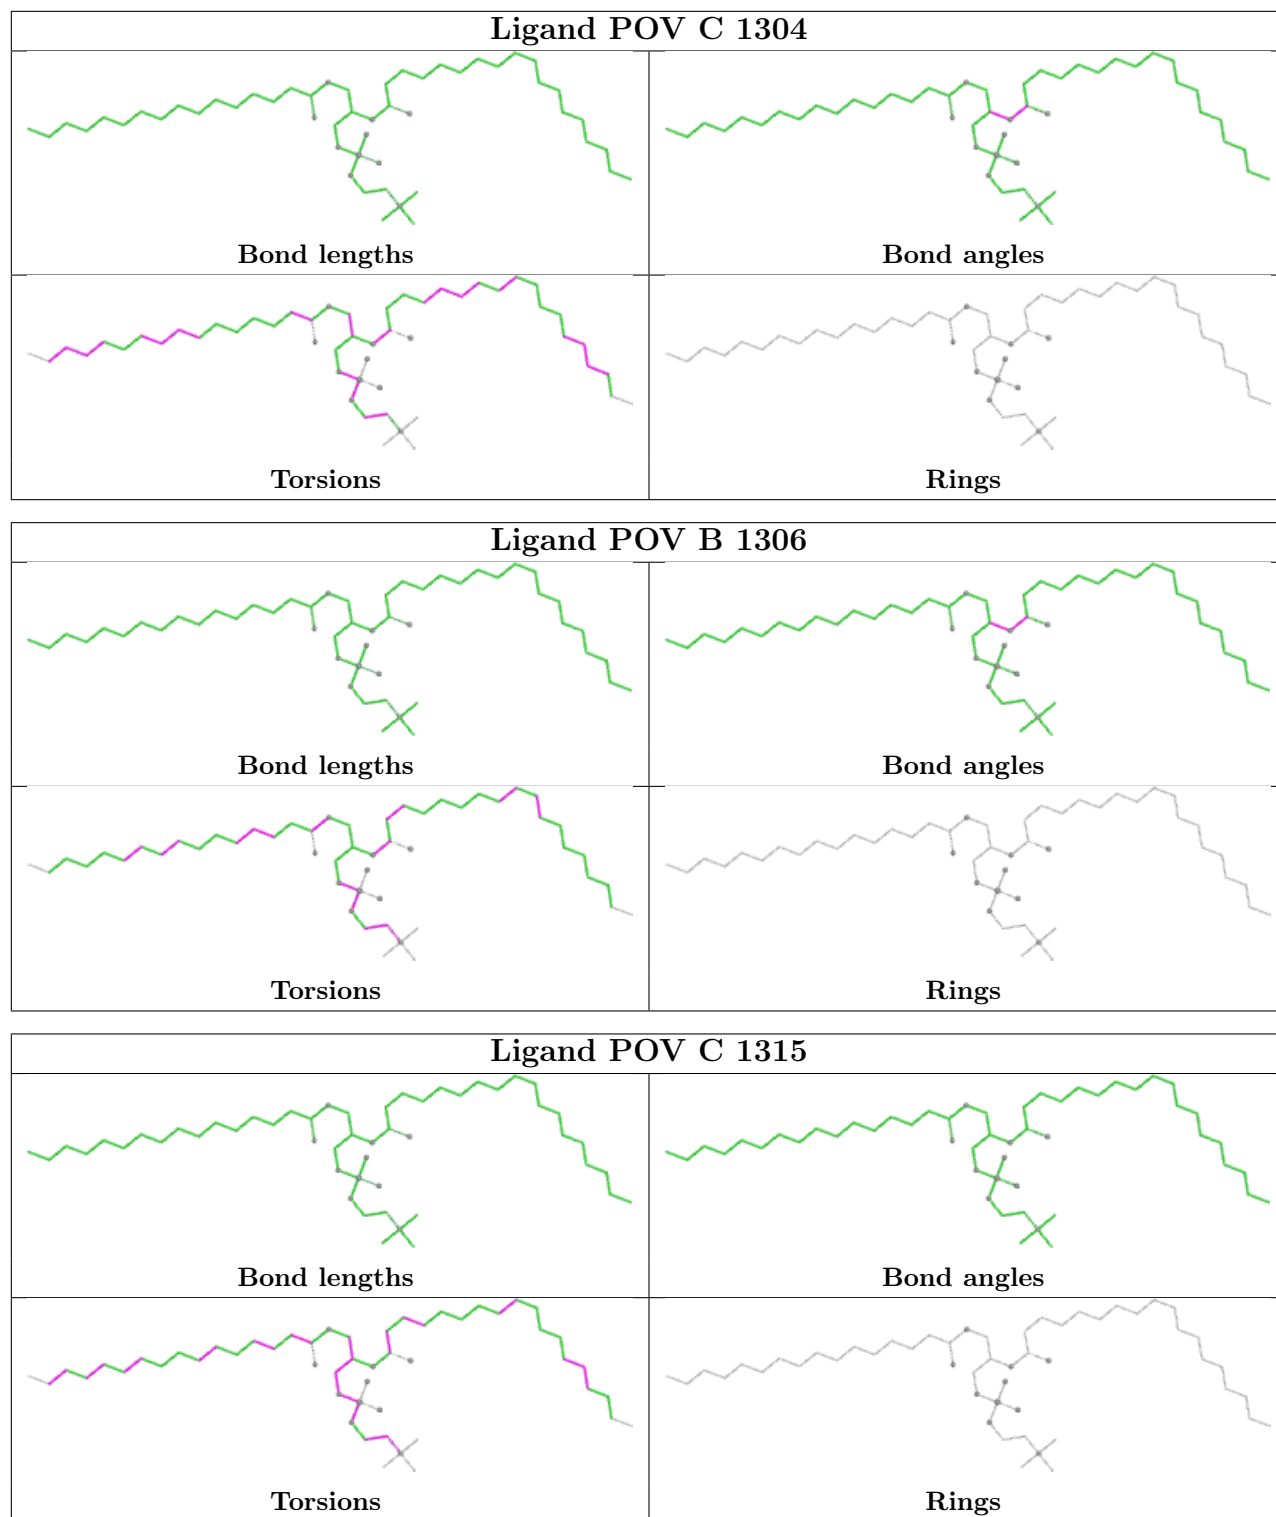 Ligand POV C 1304
Bond lengths
Bond angles
Torsions
Rings
Ligand POV B 1306
Bond lengths
Bond angles
Torsions
Rings
Ligand POV C 1315
Bond lengths
Bond angles
Torsions
Rings